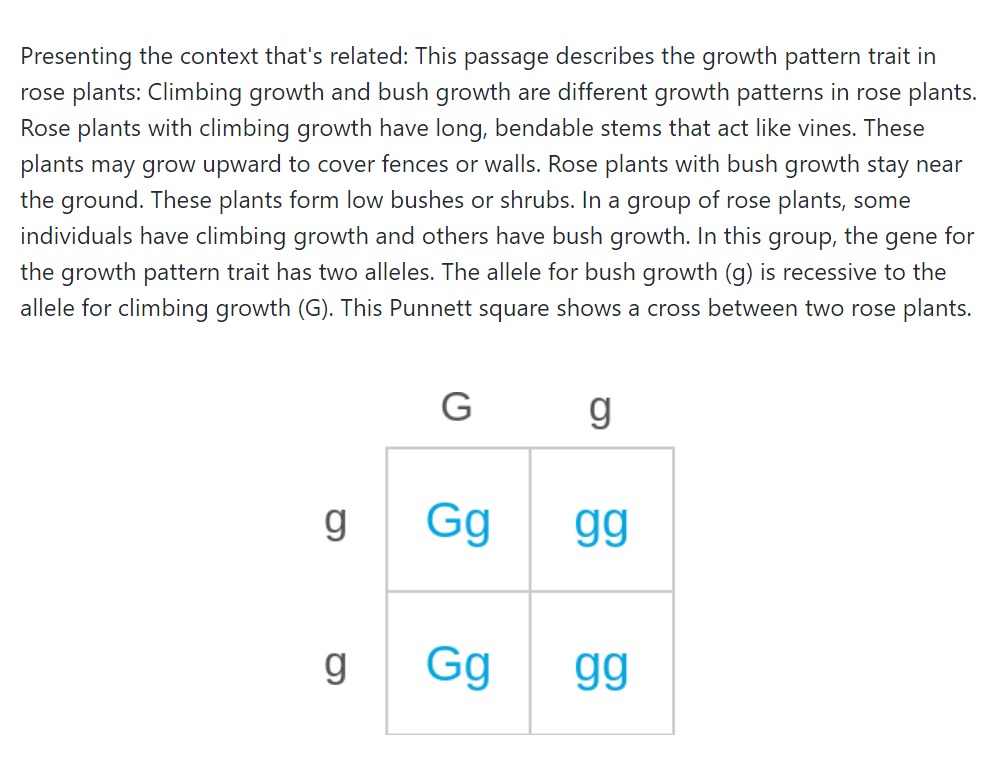 Presenting the context that's related: This passage describes the growth pattern trait in
rose plants: Climbing growth and bush growth are different growth patterns in rose plants.
Rose plants with climbing growth have long, bendable stems that act like vines. These
plants may grow upward to cover fences or walls. Rose plants with bush growth stay near
the ground. These plants form low bushes or shrubs. In a group of rose plants, some
individuals have climbing growth and others have bush growth. In this group, the gene for
the growth pattern trait has two alleles. The allele for bush growth (g) is recessive to the
allele for climbing growth (G). This Punnett square shows a cross between two rose plants.
G g
g Gg gg
g Gg gg